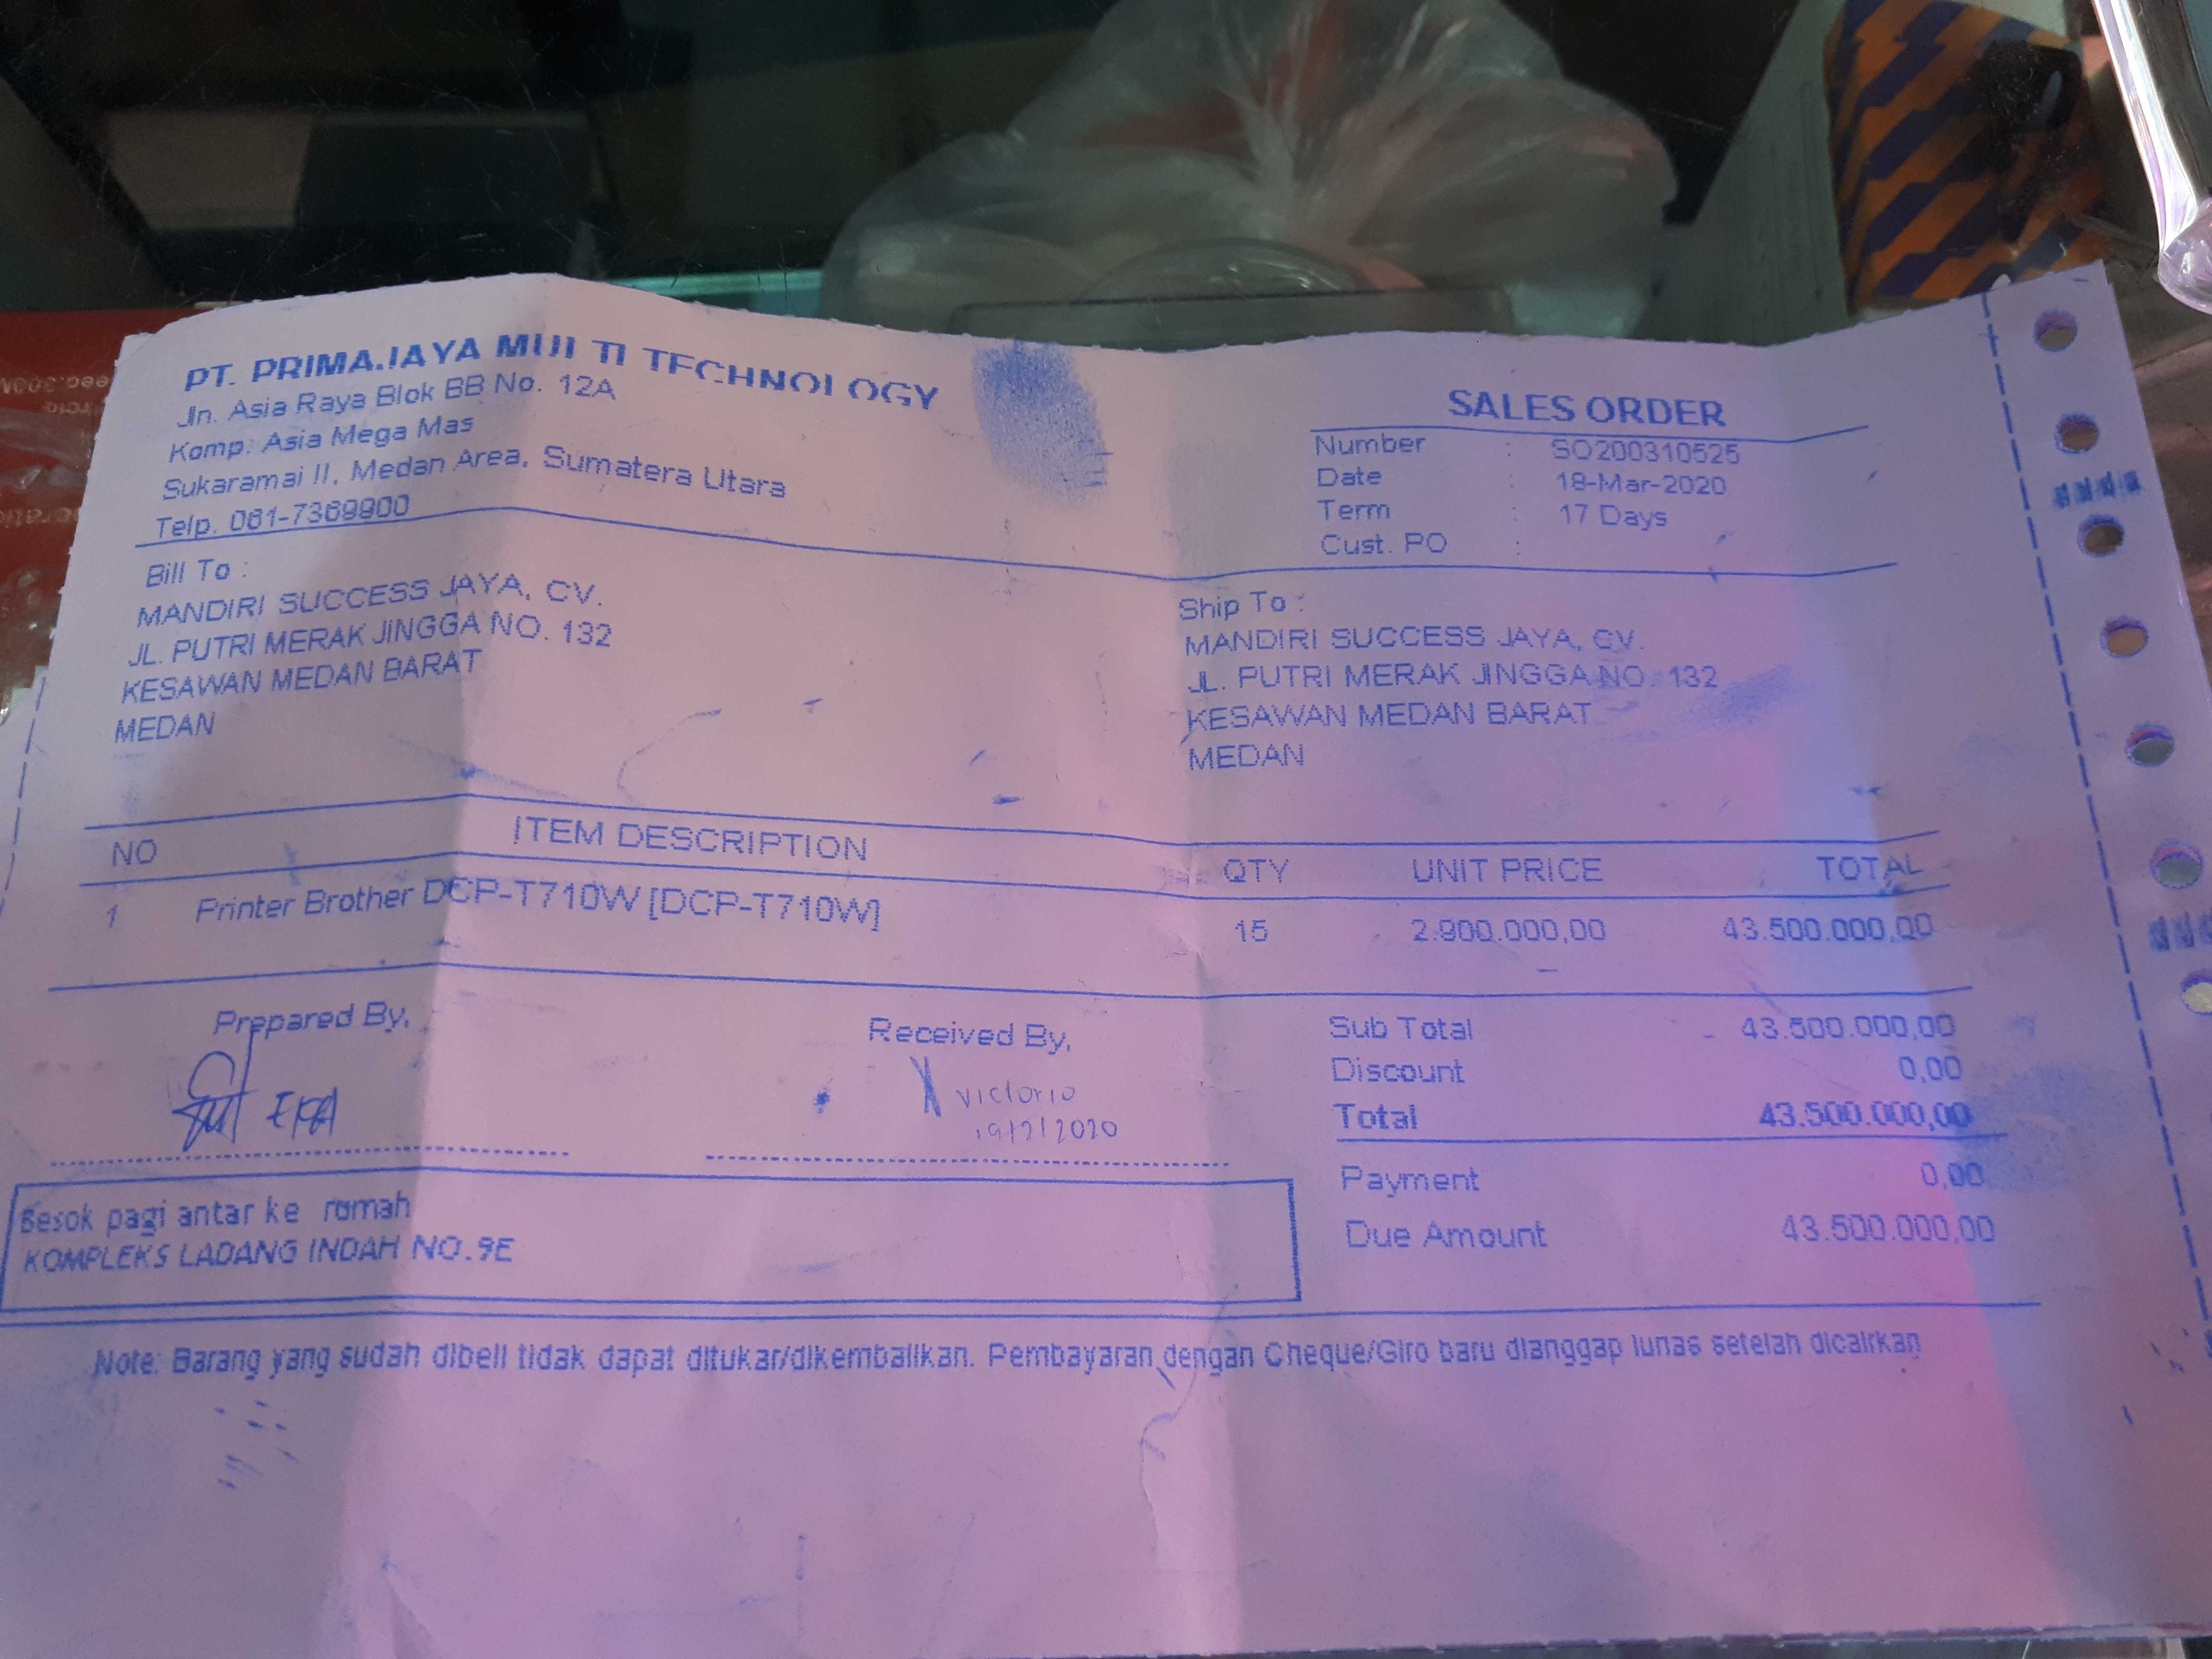 PT. PRIMAJAYA MULTI TECHNOLOGY
Jln. Asia Raya Blok BB No. 12A
Komp. Asia Mega Mas
Sukaramai II, Medan Area, Sumatera Utara
Telp. 061-7369900
SALES ORDER
Number : SO200310525
Date : 18-Mar-2020
Term : 17 Days
Cust. PO :
Bill To :
MANDIRI SUCCESS JAYA, CV.
JL. PUTRI MERAK JINGGA NO. 132
KESAWAN MEDAN BARAT
MEDAN
Ship To :
MANDIRI SUCCESS JAYA, CV.
JL. PUTRI MERAK JINGGA NO. 132
KESAWAN MEDAN BARAT
MEDAN
NO ITEM DESCRIPTION QTY UNIT PRICE TOTAL
1 Printer Brother DCP-T710W [DCP-T710W] 15 2.900.000,00 43.500.000,00
Prepared By,
EKA
Received By,
Victorio
Sub Total 43.500.000,00
Discount 0,00
Total 43.500.000,00
Payment 0,00
Due Amount 43.500.000,00
Besok pagi antar ke rumah
KOMPLEKS LADANG INDAH NO.9E
Note: Barang yang sudah dibeli tidak dapat ditukar/dikembalikan. Pembayaran dengan Cheque/Giro baru dianggap lunas setelah dicairkan